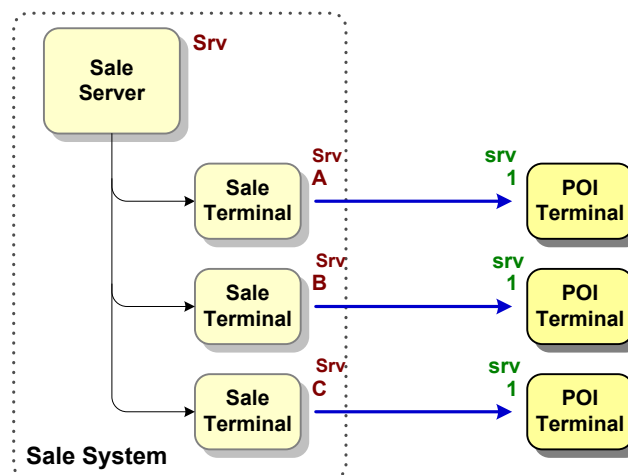 Srv
Sale
Server
Srv
A
srv
1
Sale
Terminal
POI
Terminal
Srv
B
srv
1
Sale
Terminal
POI
Terminal
Srv
C
srv
1
Sale
Terminal
POI
Terminal
Sale System